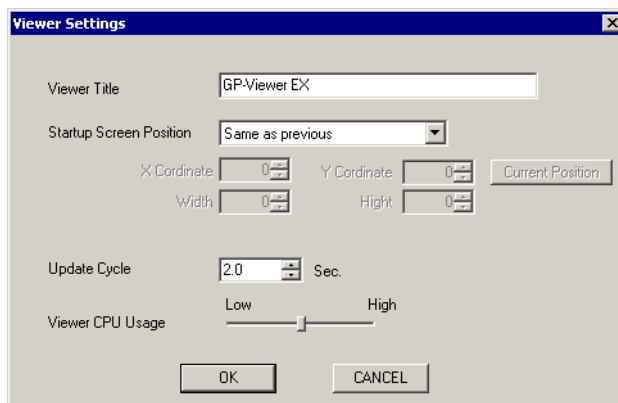 Viewer Settings
Viewer Title GP-Viewer EX
Startup Screen Position Same as previous
X Cordinate 0 Y Cordinate 0 Current Position
Width 0 Hight 0
Update Cycle 2.0 Sec.
Low High
Viewer CPU Usage
OK CANCEL